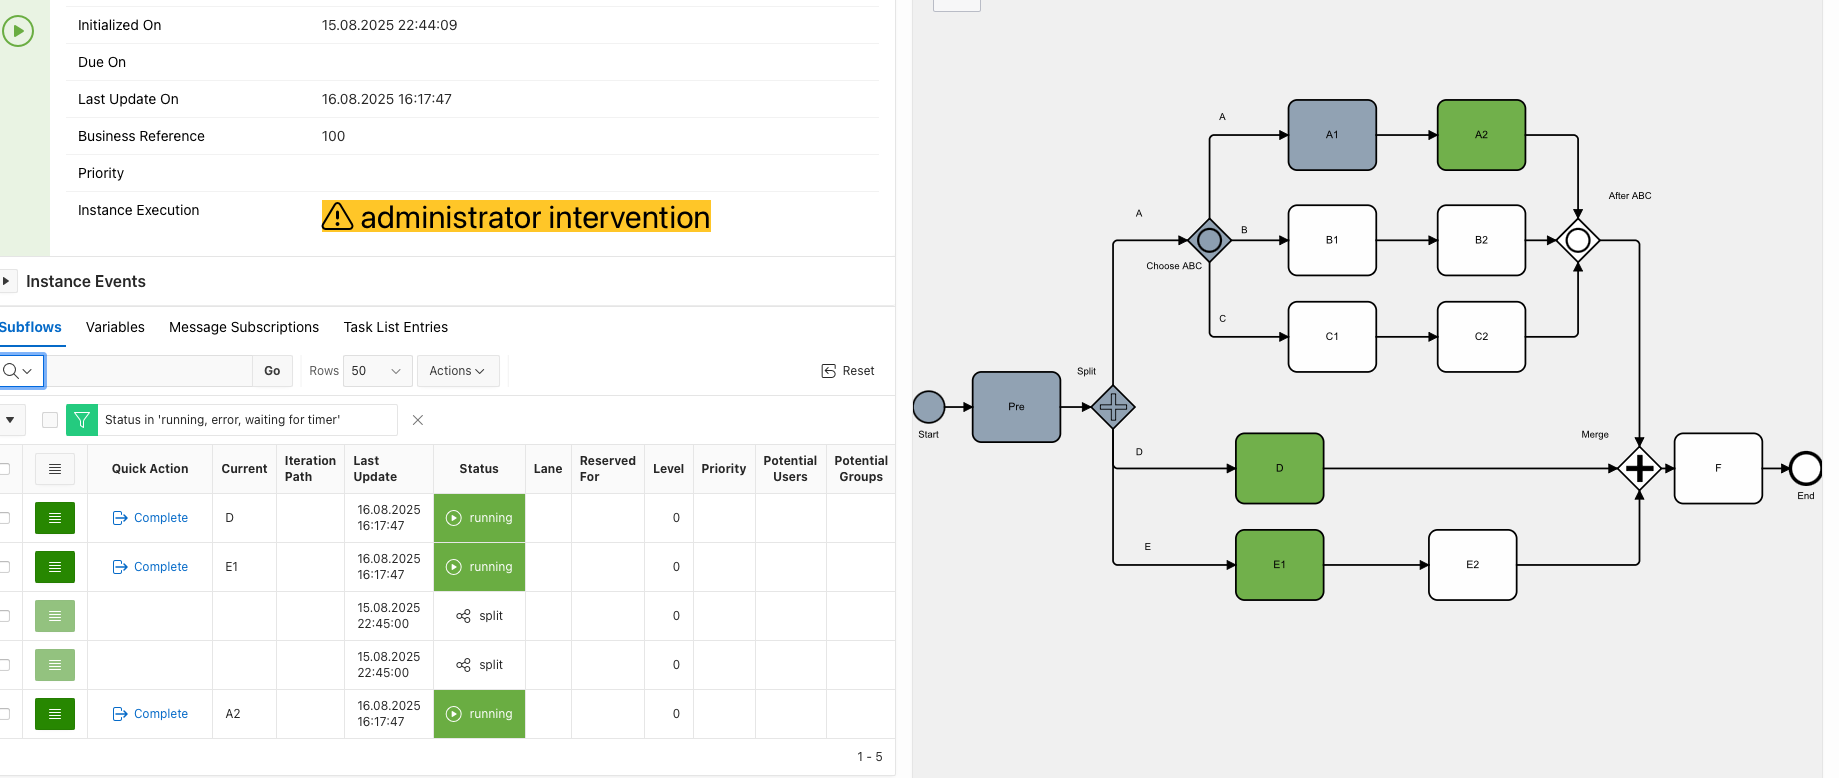 Initialized On 15.08.2025 22:44:09
Due On
Last Update On 16.08.2025 16:17:47
Business Reference 100
Priority
Instance Execution administrator intervention
Instance Events
Subflows Variables Message Subscriptions Task List Entries
Go Rows 50 Actions Reset
Status in 'running, error, waiting for timer'
Quick Action Current Iteration Path Last Update Status Lane Reserved For Level Priority Potential Users Potential Groups
Complete D 16.08.2025 16:17:47 running 0
Complete E1 16.08.2025 16:17:47 running 0
15.08.2025 22:45:00 split 0
15.08.2025 22:45:00 split 0
Complete A2 16.08.2025 16:17:47 running 0
1 - 5
A
A1
A2
After ABC
A
B
B1
B2
Choose ABC
C
C1
C2
Split
Pre
Start
Merge
D
D
F
End
E
E1
E2